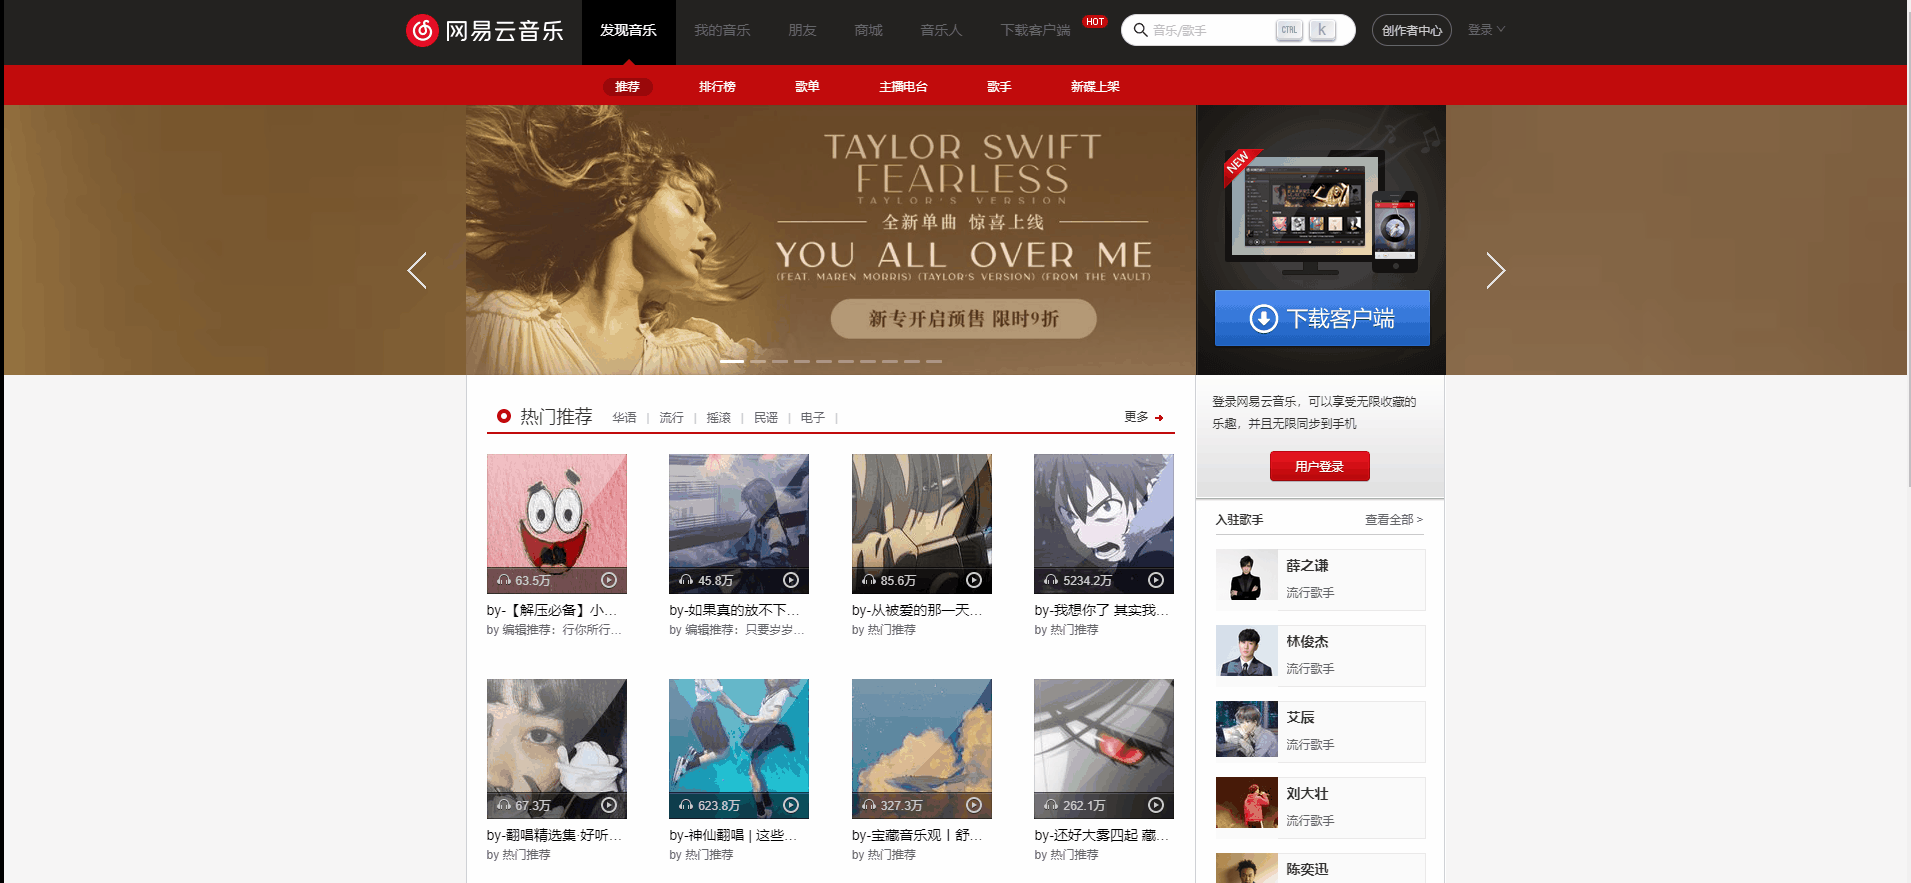 网易云音乐
发现音乐
我的音乐
朋友
商城
音乐人
下载客户端
HOT
音乐/歌手
CTRL
k
创作者中心
登录
推荐
排行榜
歌单
主播电台
歌手
新碟上架
TAYLOR SWIFT
FEARLESS
TAYLOR'S VERSION
全新单曲 惊喜上线
YOU ALL OVER ME
(FEAT. MAREN MORRIS) (TAYLOR'S VERSION) (FROM THE VAULT)
新专开启预售 限时9折
NEW
下载客户端
热门推荐
华语 | 流行 | 摇滚 | 民谣 | 电子 |
更多
63.5万
45.8万
85.6万
5234.2万
by-【解压必备】小...
by-如果真的放不下...
by-从被爱的那一天...
by-我想你了 其实我...
by 编辑推荐：行你所行...
by 编辑推荐：只要岁岁...
by 热门推荐
by 热门推荐
67.3万
623.8万
327.3万
262.1万
by-翻唱精选集·好听...
by-神仙翻唱 | 这些...
by-宝藏音乐观丨舒...
by-还好大雾四起 藏...
by 热门推荐
by 热门推荐
by 热门推荐
by 热门推荐
登录网易云音乐，可以享受无限收藏的
乐趣，并且无限同步到手机
用户登录
入驻歌手
查看全部 >
薛之谦
流行歌手
林俊杰
流行歌手
艾辰
流行歌手
刘大壮
流行歌手
陈奕迅